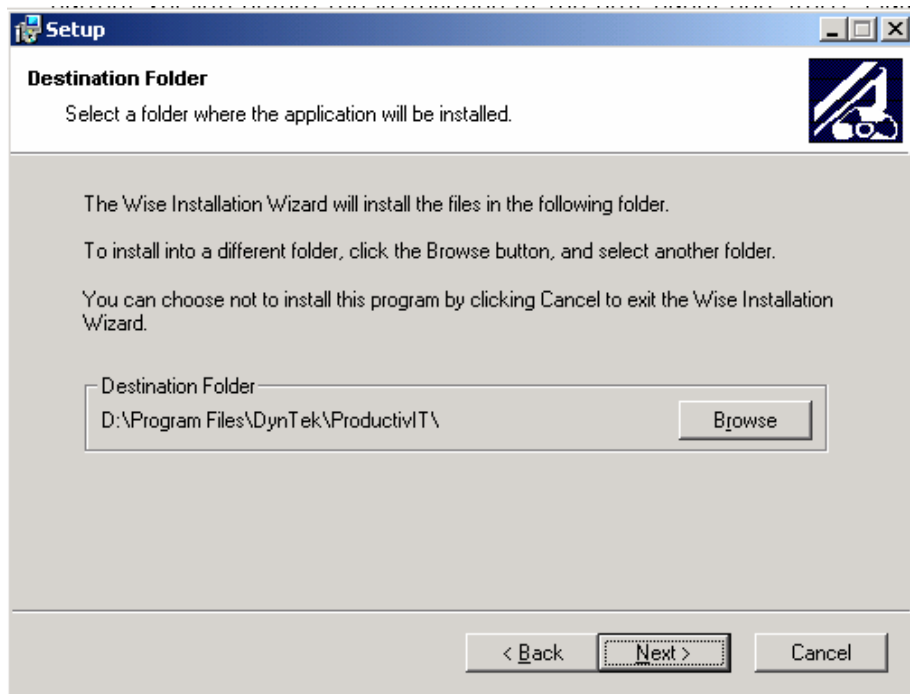 Setup
Destination Folder
Select a folder where the application will be installed.
The Wise Installation Wizard will install the files in the following folder.
To install into a different folder, click the Browse button, and select another folder.
You can choose not to install this program by clicking Cancel to exit the Wise Installation
Wizard.
Destination Folder
D:\Program Files\DynTek\ProductivIT\
Browse
< Back
Next >
Cancel